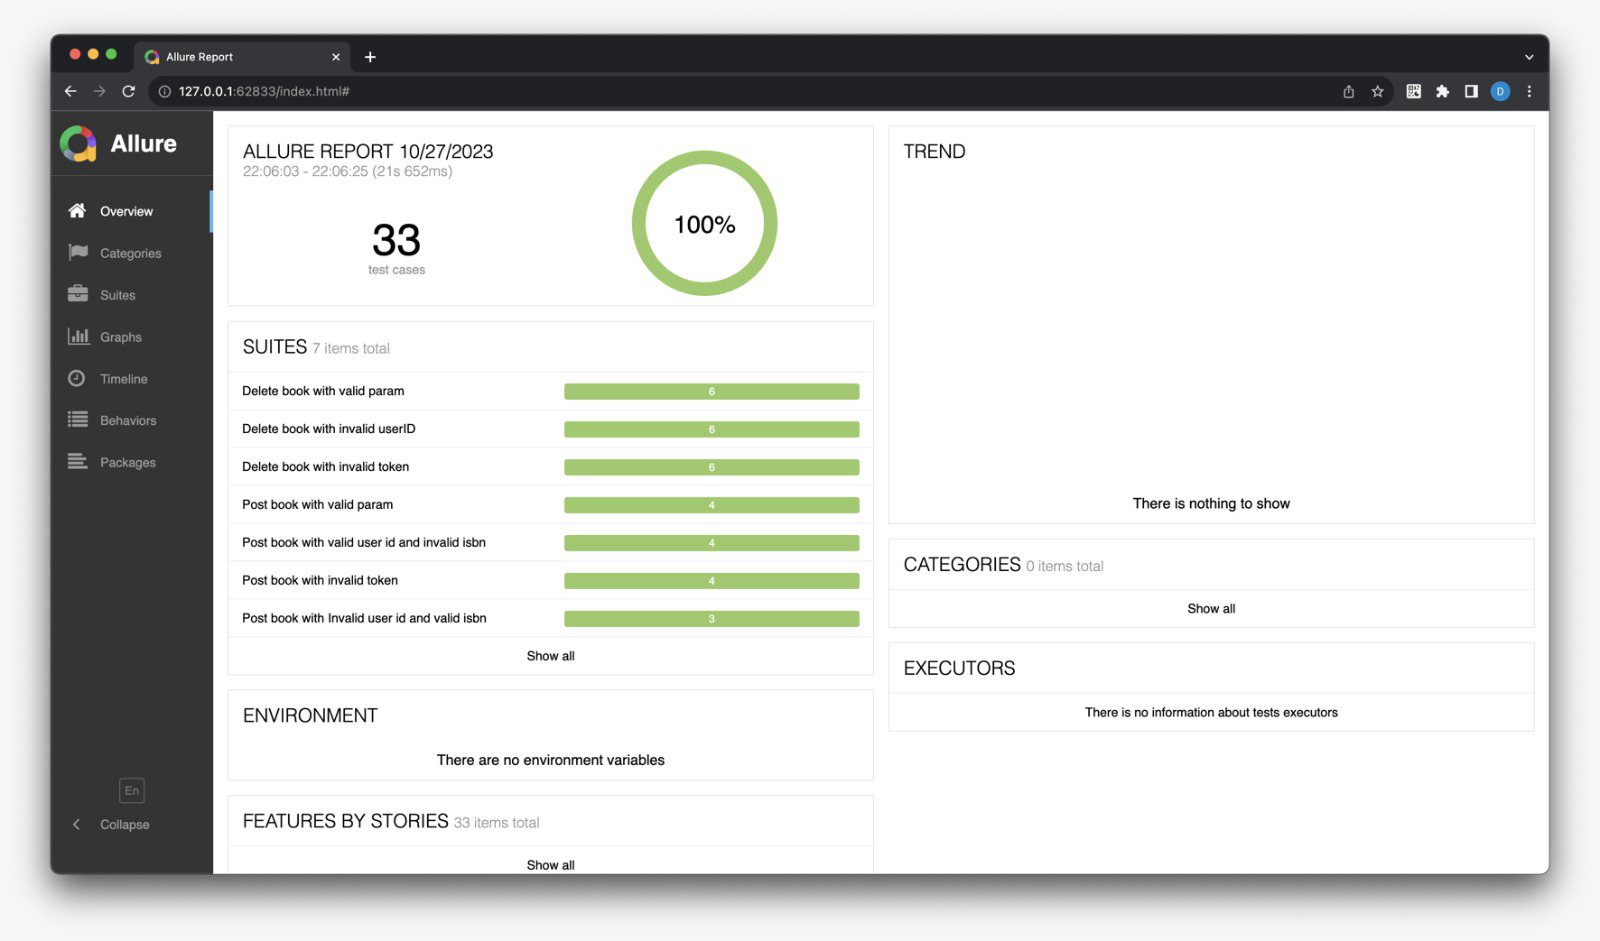 Allure Report
127.0.0.1:62833/index.html#
D
Allure
Overview
Categories
Suites
Graphs
Timeline
Behaviors
Packages
En
Collapse
ALLURE REPORT 10/27/2023
22:06:03 - 22:06:25 (21s 652ms)
33
test cases
100%
SUITES 7 items total
Delete book with valid param 6
Delete book with invalid userID 6
Delete book with invalid token 6
Post book with valid param 4
Post book with valid user id and invalid isbn 4
Post book with invalid token 4
Post book with Invalid user id and valid isbn 3
Show all
ENVIRONMENT
There are no environment variables
FEATURES BY STORIES 33 items total
Show all
TREND
There is nothing to show
CATEGORIES 0 items total
Show all
EXECUTORS
There is no information about tests executors